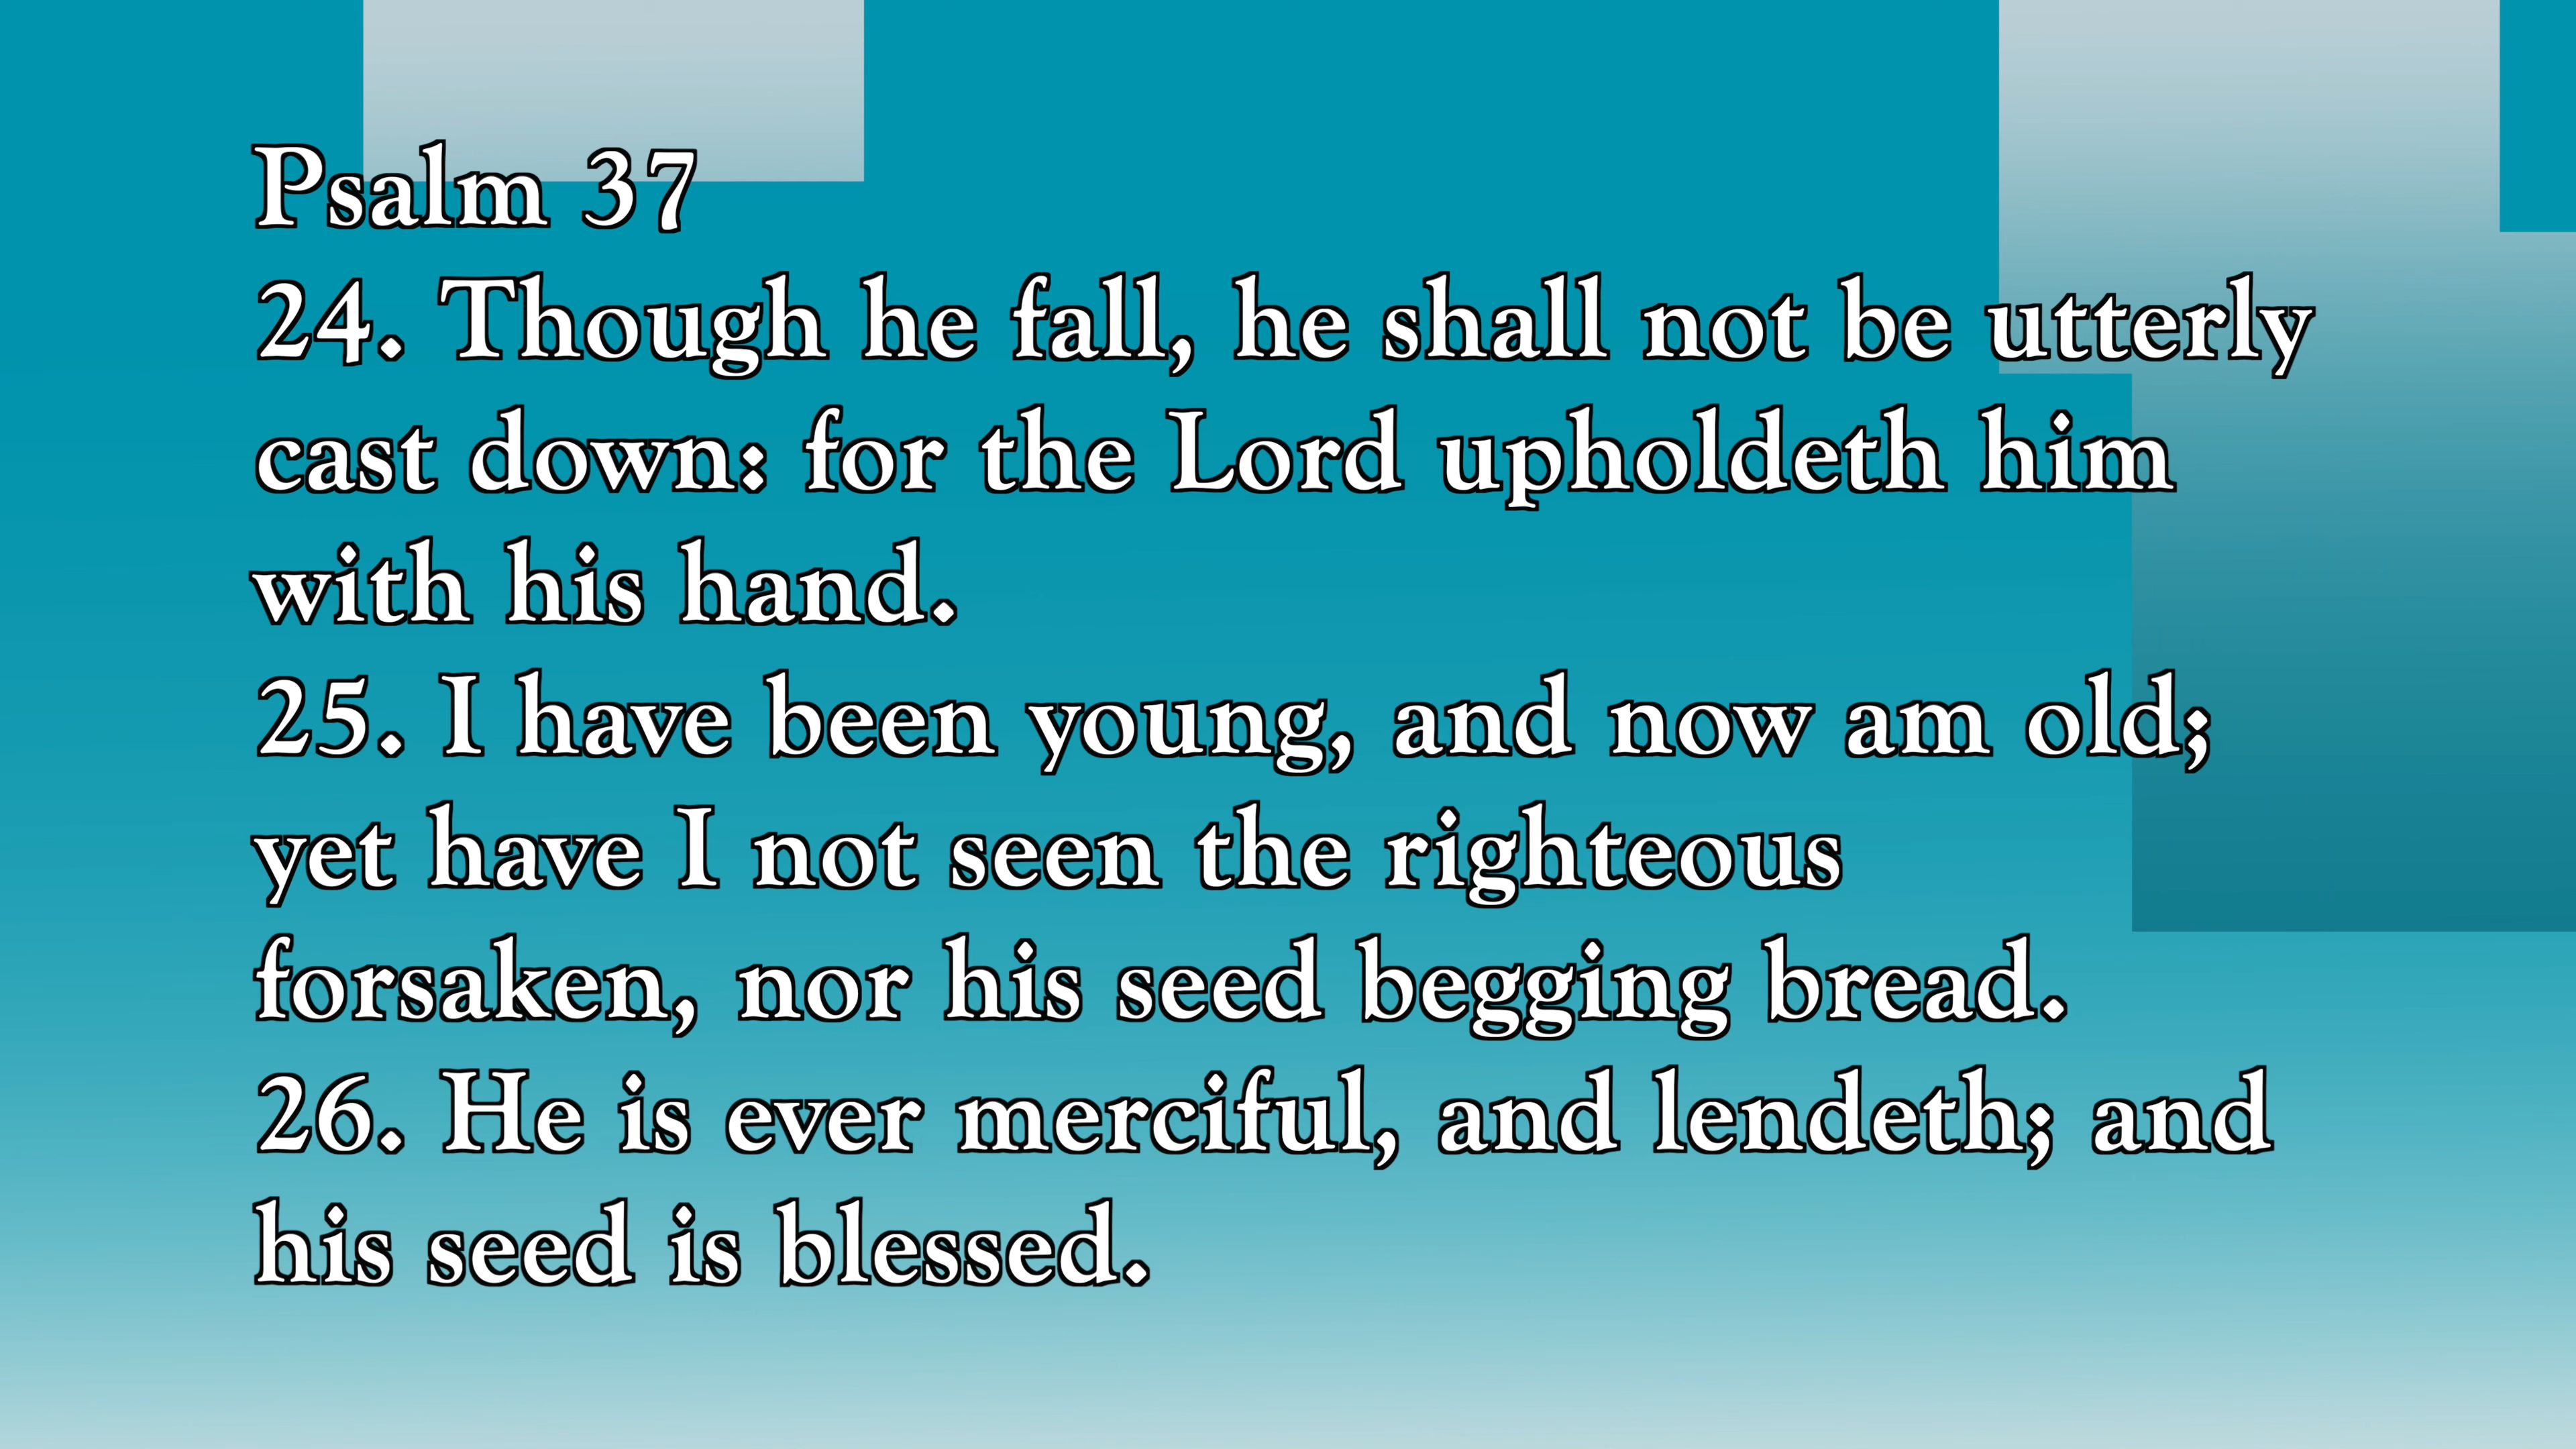 Psalm 37
24. Though he fall, he shall not be utterly
cast down: for the Lord upholdeth him
with his hand.
25. I have been young, and now am old;
yet have I not seen the righteous
forsaken, nor his seed begging bread.
26. He is ever merciful, and lendeth; and
his seed is blessed.